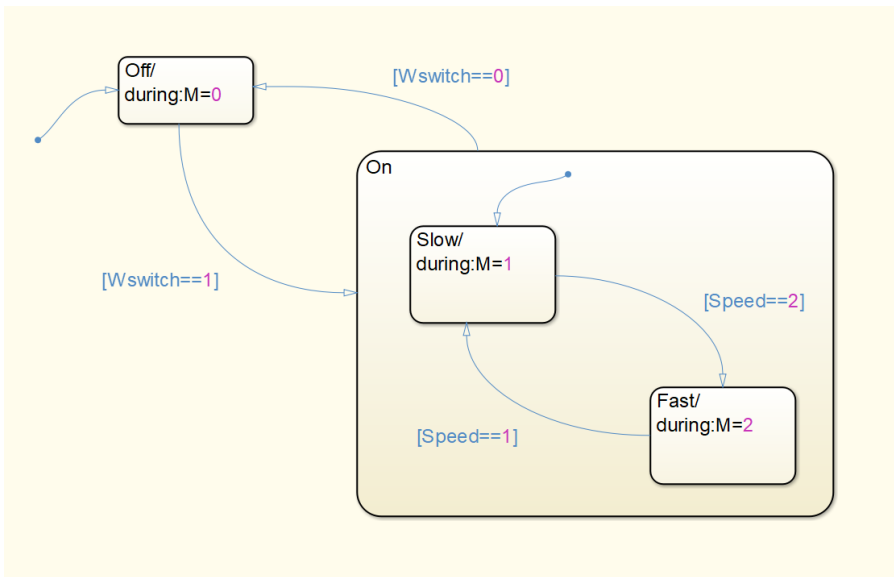 Off/
during:M=0
[Wswitch==0]
On
Slow/
during:M=1
[Wswitch==1]
[Speed==2]
Fast/
during:M=2
[Speed==1]